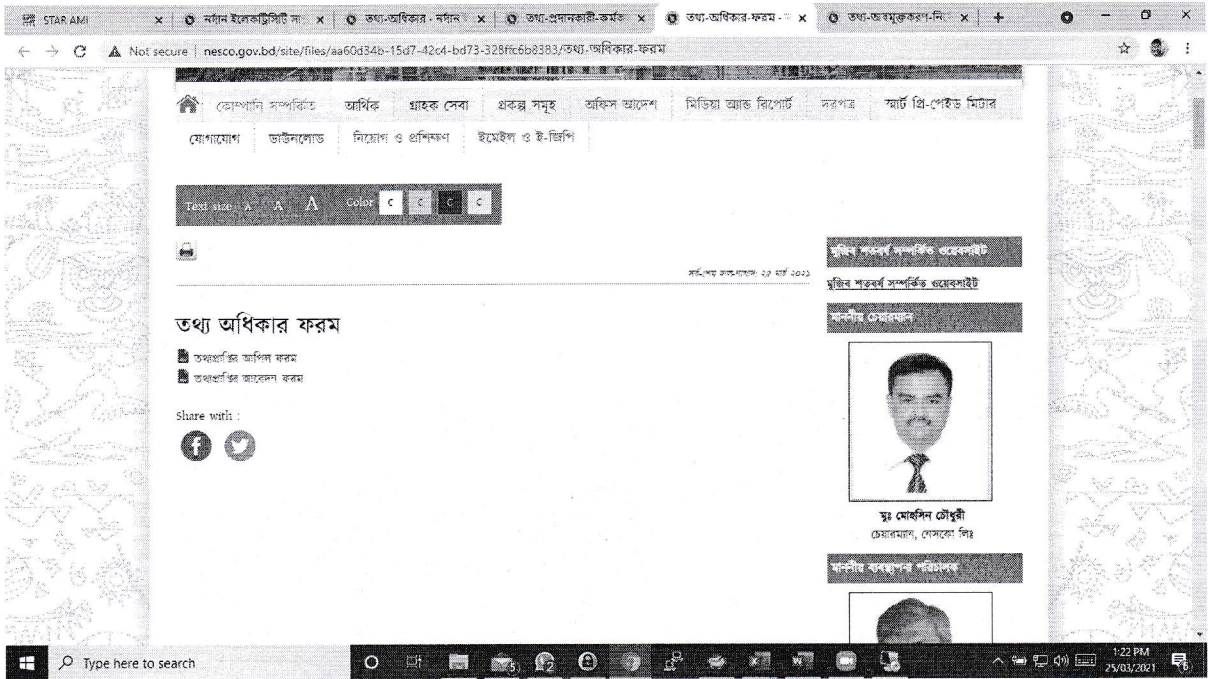 STAR AMI
নর্দান ইলেকট্রিসিটি সা
তথ্য-অধিকার - নর্দান
তথ্য-প্রদানকারী-কর্মক
তথ্য-অধিকার-ফরম -
তথ্য-অবমুক্তকরণ-নি
Not secure nesco.gov.bd/site/files/aa60d34b-15d7-42c4-bd73-328ffc6b8383/তথ্য-অধিকার-ফরম
কোম্পানি সম্পর্কিত আর্থিক গ্রাহক সেবা প্রকল্প সমূহ অফিস আদেশ মিডিয়া অ্যান্ড রিপোর্ট দরপত্র স্মার্ট প্রি-পেইড মিটার
যোগাযোগ ডাউনলোড নিয়োগ ও প্রশিক্ষণ ইমেইল ও ই-জিপি
Text size A A A Color C C C C
সর্ব-শেষ হাল-নাগাদ: ২৫ মার্চ ২০২১
তথ্য অধিকার ফরম
তথ্যপ্রাপ্তির আপিল ফরম
তথ্যপ্রাপ্তির আবেদন ফরম
Share with :
মুজিব শতবর্ষ সম্পর্কিত ওয়েবসাইট
মুজিব শতবর্ষ সম্পর্কিত ওয়েবসাইট
মাননীয় চেয়ারম্যান
মুঃ মোহসিন চৌধুরী
চেয়ারম্যান, নেসকো লিঃ
মাননীয় ব্যবস্থাপনা পরিচালক
Type here to search
1:22 PM
25/03/2021